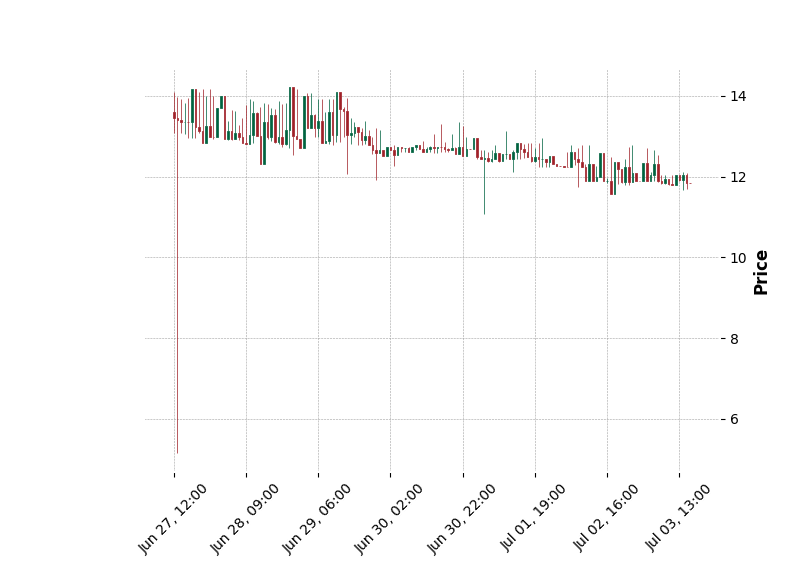 14
12
10
8
6
Price
Jun 27, 12:00
Jun 28, 09:00
Jun 29, 06:00
Jun 30, 02:00
Jun 30, 22:00
Jul 01, 19:00
Jul 02, 16:00
Jul 03, 13:00